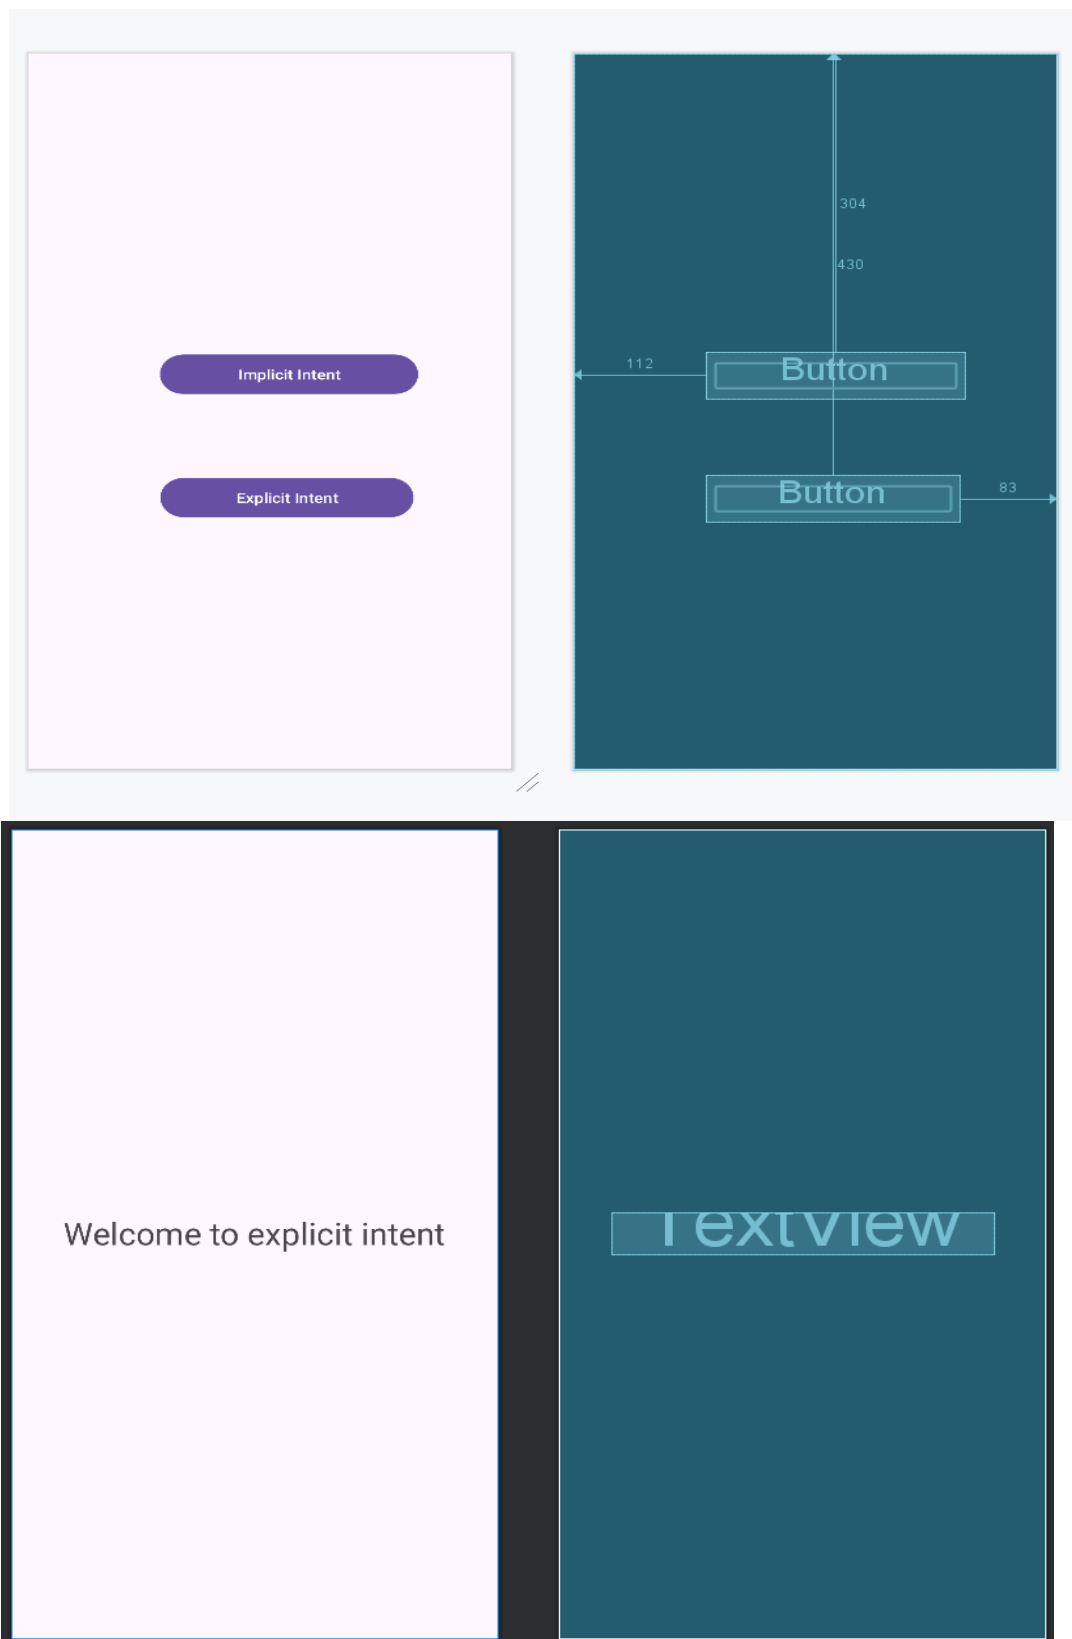 Implicit Intent
Explicit Intent
304
430
112
Button
Button
83
Welcome to explicit intent
TextView